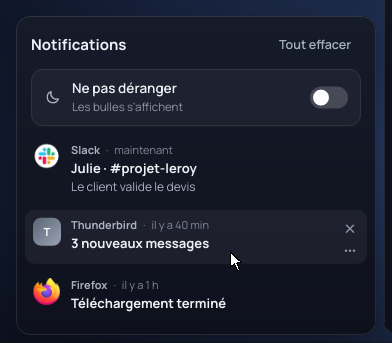 Notifications
Tout effacer
Ne pas déranger
Les bulles s'affichent
Slack · maintenant
Julie · #projet-leroy
Le client valide le devis
T
Thunderbird · il y a 40 min
3 nouveaux messages
Firefox · il y a 1 h
Téléchargement terminé